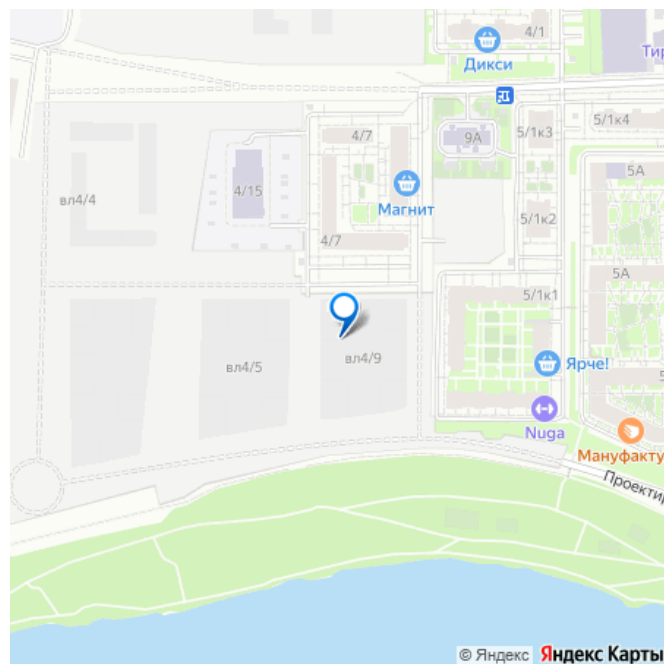 4/1
Дикси
Тир
5/1к3
5/1к4
4/7
9А
5А
4/15
вл4/4
Магнит
5/1к2
4/7
5А
5/1к1
вл4/9
вл4/5
Ярче!
5
Nuga
Мануфакту
Проектир
© Яндекс Яндекс Карты